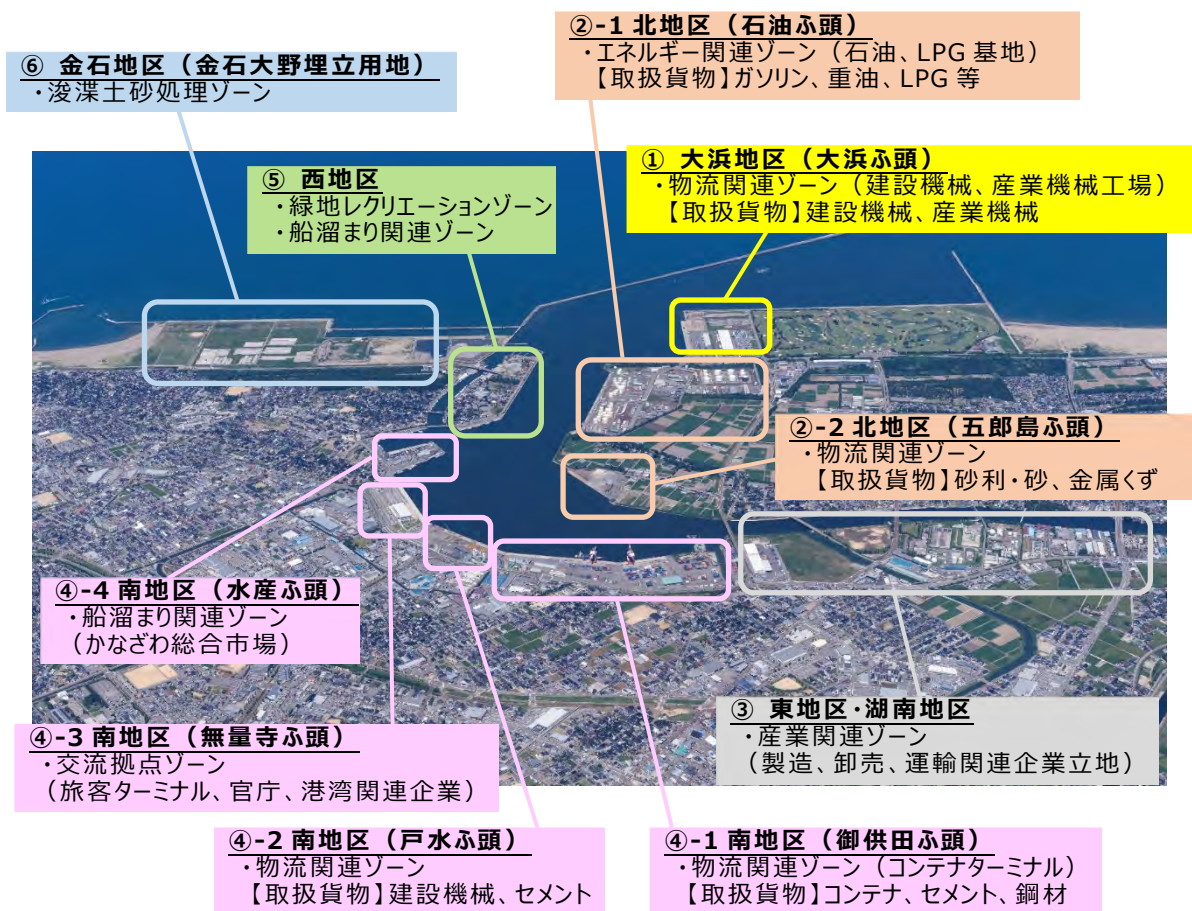 ②-1 北地区（石油ふ頭）
・エネルギー関連ゾーン（石油、LPG 基地）
【取扱貨物】ガソリン、重油、LPG 等
⑥ 金石地区（金石大野埋立用地）
・浚渫土砂処理ゾーン
① 大浜地区（大浜ふ頭）
・物流関連ゾーン（建設機械、産業機械工場）
【取扱貨物】建設機械、産業機械
⑤ 西地区
・緑地レクリエーションゾーン
・船溜まり関連ゾーン
②-2 北地区（五郎島ふ頭）
・物流関連ゾーン
【取扱貨物】砂利・砂、金属くず
④-4 南地区（水産ふ頭）
・船溜まり関連ゾーン
（かなざわ総合市場）
③ 東地区・湖南地区
・産業関連ゾーン
（製造、卸売、運輸関連企業立地）
④-3 南地区（無量寺ふ頭）
・交流拠点ゾーン
（旅客ターミナル、官庁、港湾関連企業）
④-2 南地区（戸水ふ頭）
・物流関連ゾーン
【取扱貨物】建設機械、セメント
④-1 南地区（御供田ふ頭）
・物流関連ゾーン（コンテナターミナル）
【取扱貨物】コンテナ、セメント、鋼材